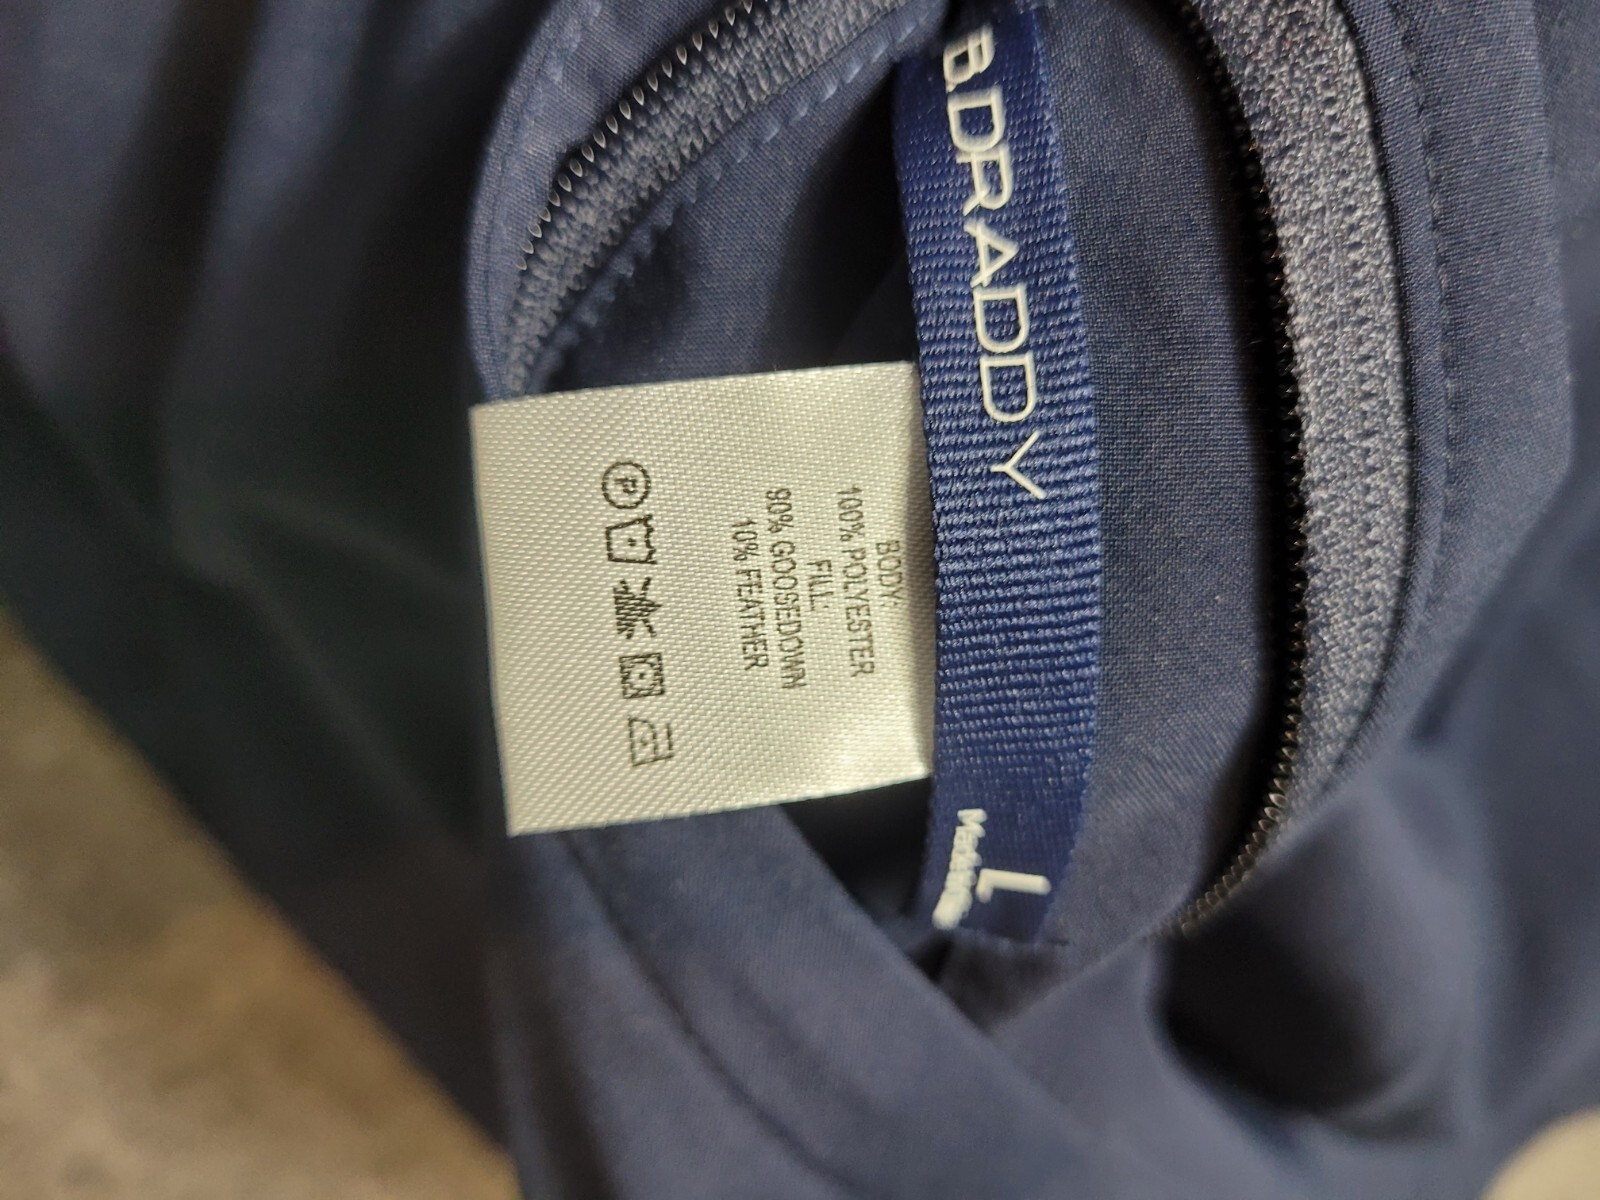 B.DRADDY
L
BODY:
100% POLYESTER
FILL:
90% GOOSEDOWN
10% FEATHER
P